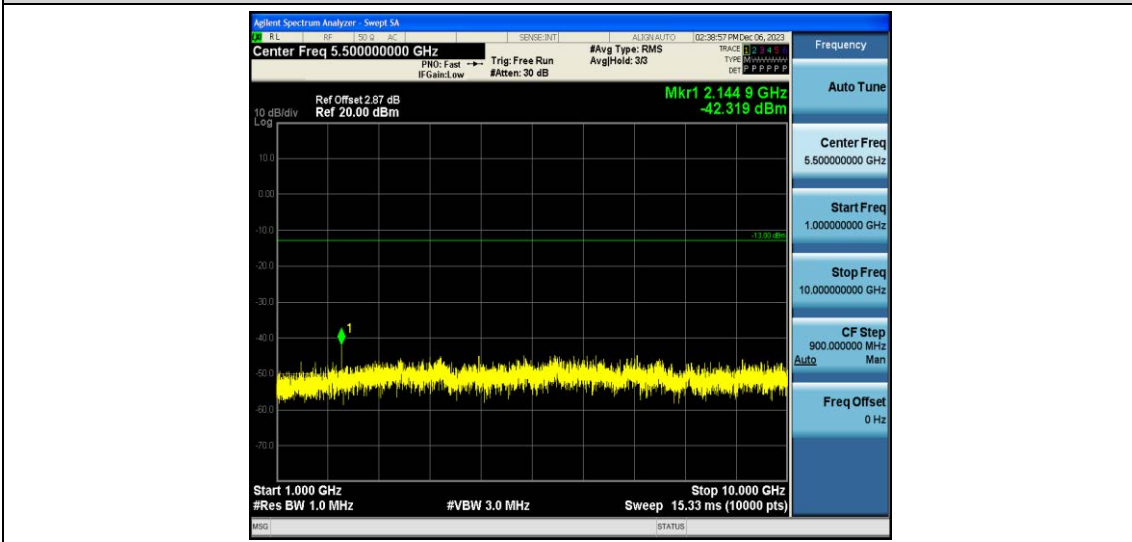 Agilent Spectrum Analyzer - Swept SA
RL RF 50 Ω AC SENSE:INT ALIGN AUTO 02:38:57 PM Dec 06, 2023
Center Freq 5.500000000 GHz
PNO: Fast
IFGain:Low
Trig: Free Run
#Atten: 30 dB
#Avg Type: RMS
Avg|Hold: 3/3
TRACE 1 2 3 4 5 6
TYPE M
DET P P P P P P
Mkr1 2.144 9 GHz
-42.319 dBm
Ref Offset 2.87 dB
10 dB/div Ref 20.00 dBm
Log
10.0
0.00
-10.0
-13.00 dBm
-20.0
-30.0
-40.0
1
-50.0
-60.0
-70.0
Start 1.000 GHz Stop 10.000 GHz
#Res BW 1.0 MHz #VBW 3.0 MHz Sweep 15.33 ms (10000 pts)
MSG STATUS
Frequency
Auto Tune
Center Freq
5.500000000 GHz
Start Freq
1.000000000 GHz
Stop Freq
10.000000000 GHz
CF Step
900.000000 MHz
Auto Man
Freq Offset
0 Hz